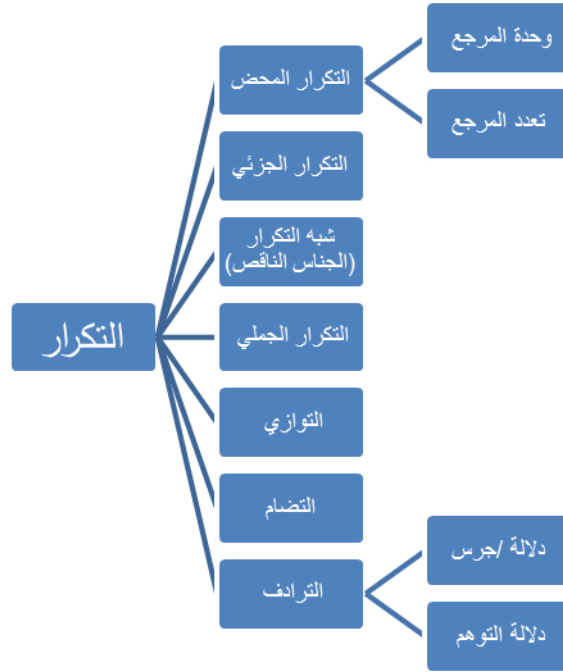 التكرار
التكرار المحض
وحدة المرجع
تعدد المرجع
التكرار الجزئي
شبه التكرار
(الجناس الناقص)
التكرار الجملي
التوازي
التضام
الترادف
دلالة /جرس
دلالة التوهم